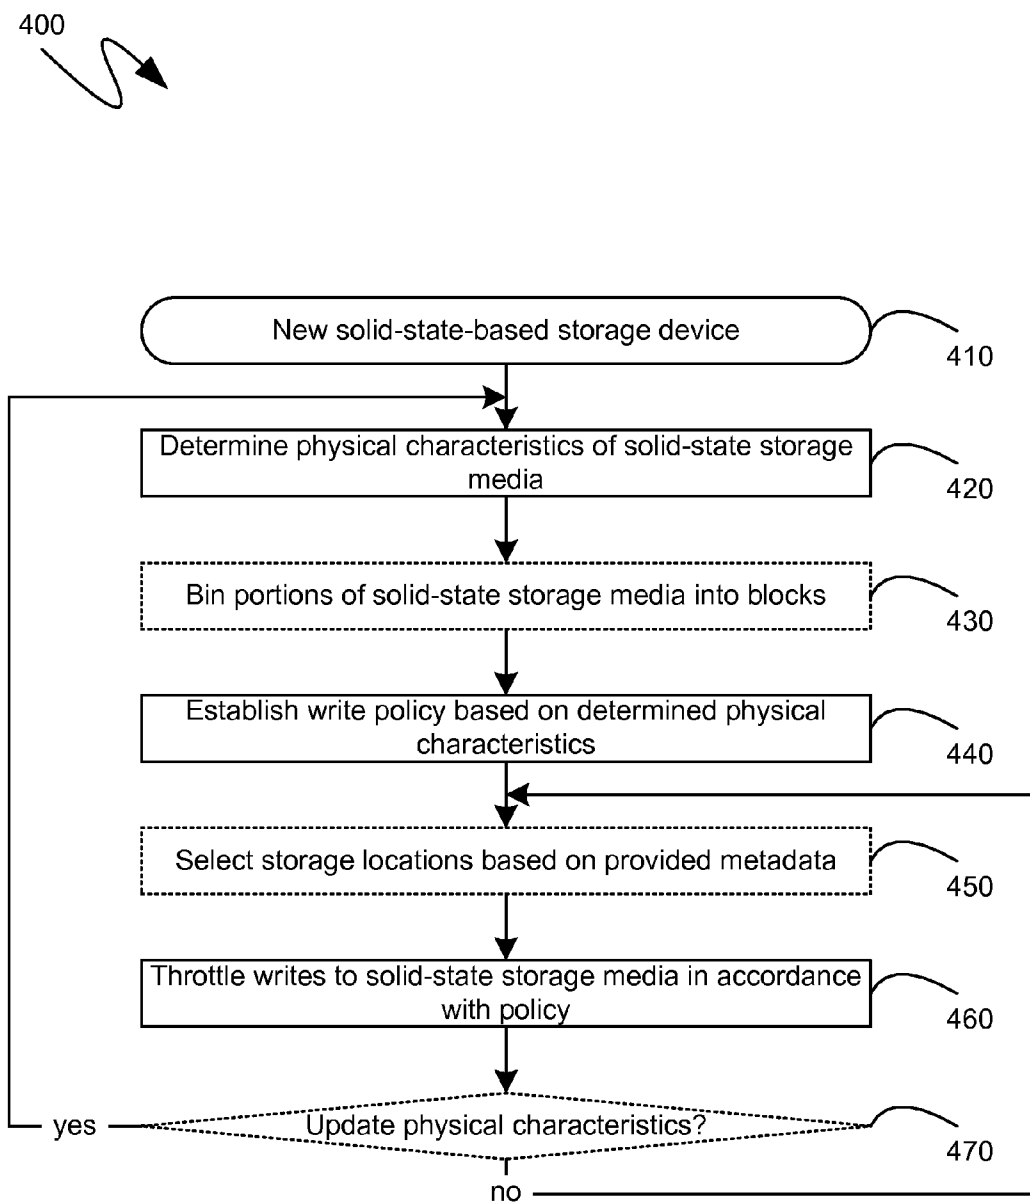 400
New solid-state-based storage device
410
Determine physical characteristics of solid-state storage
media
420
Bin portions of solid-state storage media into blocks
430
Establish write policy based on determined physical
characteristics
440
Select storage locations based on provided metadata
450
Throttle writes to solid-state storage media in accordance
with policy
460
yes
Update physical characteristics?
470
no